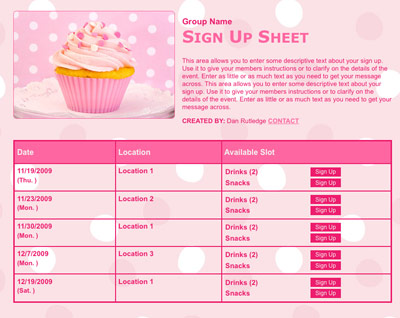 Group Name
SIGN UP SHEET
This area allows you to enter some descriptive text about your sign up.
Use it to give your members instructions or to clarify on the details of the
event. Enter as little or as much text as you need to get your message
across. This area allows you to enter some descriptive text about your
sign up. Use it to give your members instructions or to clarify on the
details of the event. Enter as little or as much text as you need to get your
message across.
CREATED BY: Dan Rutledge CONTACT
Date Location Available Slot
11/19/2009 Location 1 Drinks (2) Sign Up
(Thu. ) Snacks Sign Up
11/23/2009 Location 2 Drinks (2) Sign Up
(Mon. ) Snacks Sign Up
11/30/2009 Location 1 Drinks (2) Sign Up
(Mon. ) Snacks Sign Up
12/7/2009 Location 3 Drinks (2) Sign Up
(Mon. ) Snacks Sign Up
12/19/2009 Location 1 Drinks (2) Sign Up
(Sat. ) Snacks Sign Up